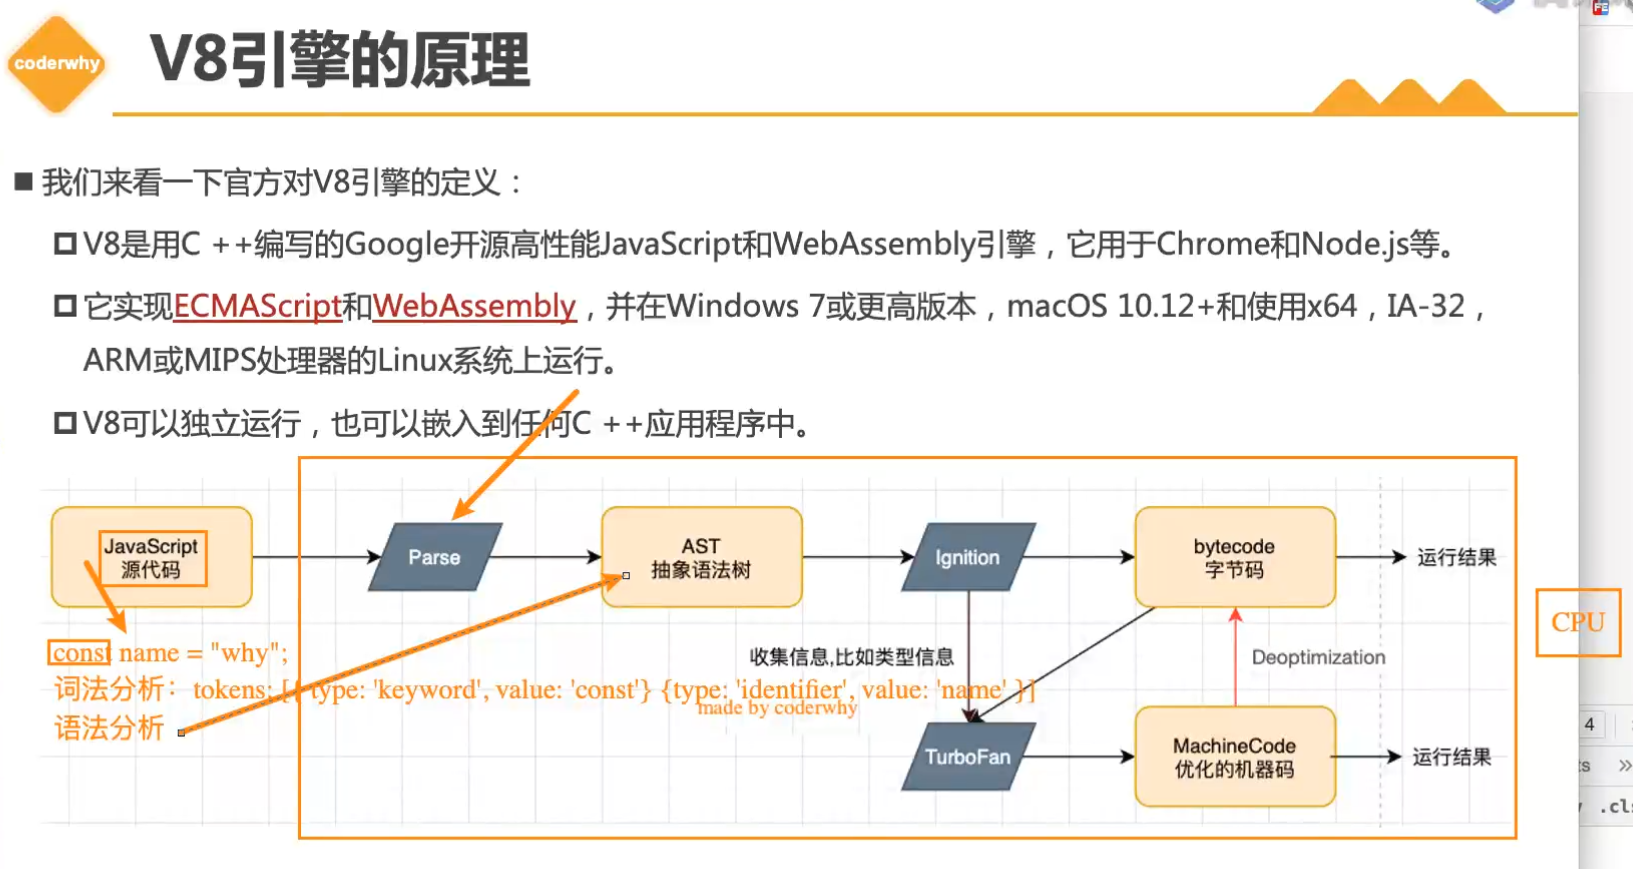 coderwhy
V8引擎的原理
FE
我们来看一下官方对V8引擎的定义：
V8是用C ++编写的Google开源高性能JavaScript和WebAssembly引擎，它用于Chrome和Node.js等。
它实现ECMAScript和WebAssembly，并在Windows 7或更高版本，macOS 10.12+和使用x64，IA-32，
ARM或MIPS处理器的Linux系统上运行。
V8可以独立运行，也可以嵌入到任何C ++应用程序中。
JavaScript
源代码
Parse
AST
抽象语法树
Ignition
bytecode
字节码
运行结果
CPU
const name = "why";
收集信息,比如类型信息
Deoptimization
词法分析：tokens: [{ type: 'keyword', value: 'const'} {type: 'identifier', value: 'name' }]
made by coderwhy
语法分析
TurboFan
MachineCode
优化的机器码
运行结果
4
ts »
.cls